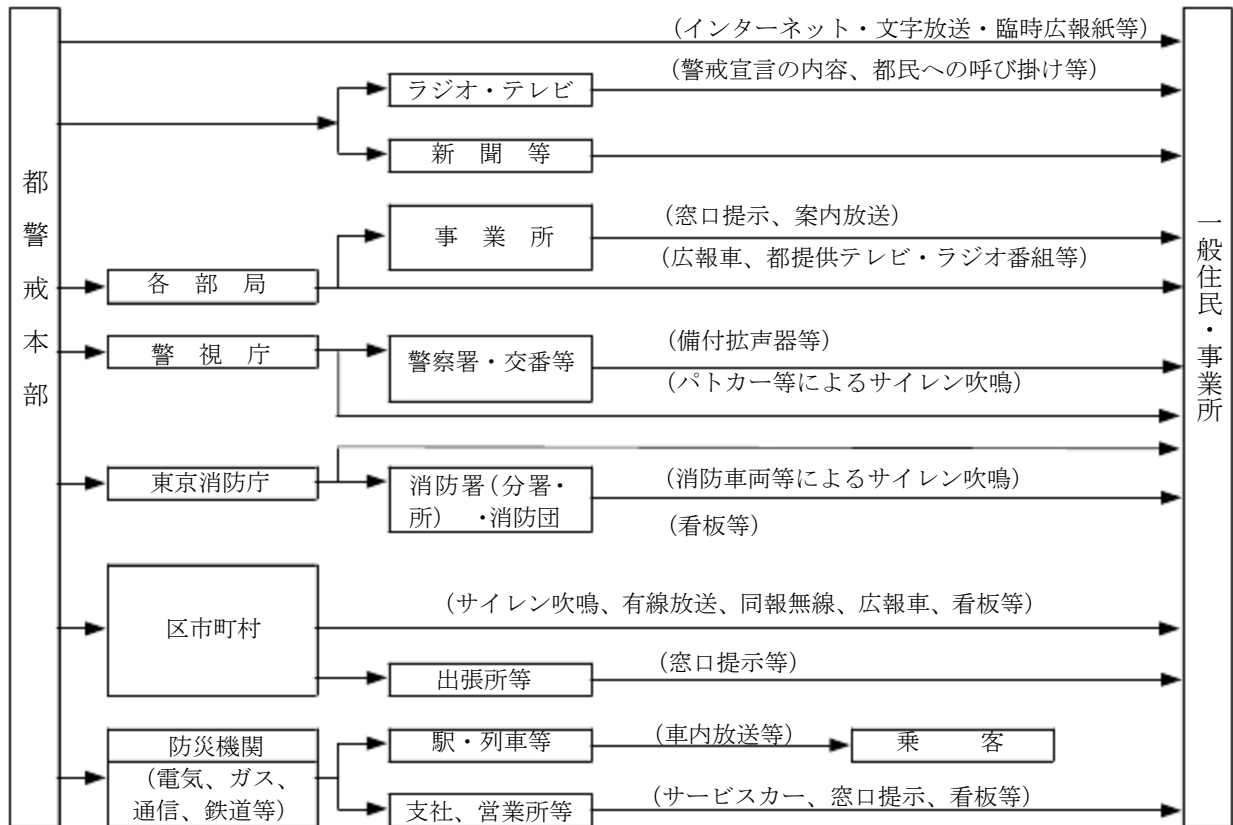 都警戒本部
(インターネット・文字放送・臨時広報紙等)
(警戒宣言の内容、都民への呼び掛け等)
ラジオ・テレビ
新聞等
(窓口提示、案内放送)
事業所
(広報車、都提供テレビ・ラジオ番組等)
各部局
警視庁
(備付拡声器等)
警察署・交番等
(パトカー等によるサイレン吹鳴)
東京消防庁
消防署(分署・
所) ・消防団
(消防車両等によるサイレン吹鳴)
(看板等)
区市町村
(サイレン吹鳴、有線放送、同報無線、広報車、看板等)
出張所等
(窓口提示等)
防災機関
(電気、ガス、
通信、鉄道等)
駅・列車等
(車内放送等)
乗客
支社、営業所等
(サービスカー、窓口提示、看板等)
一般住民・事業所